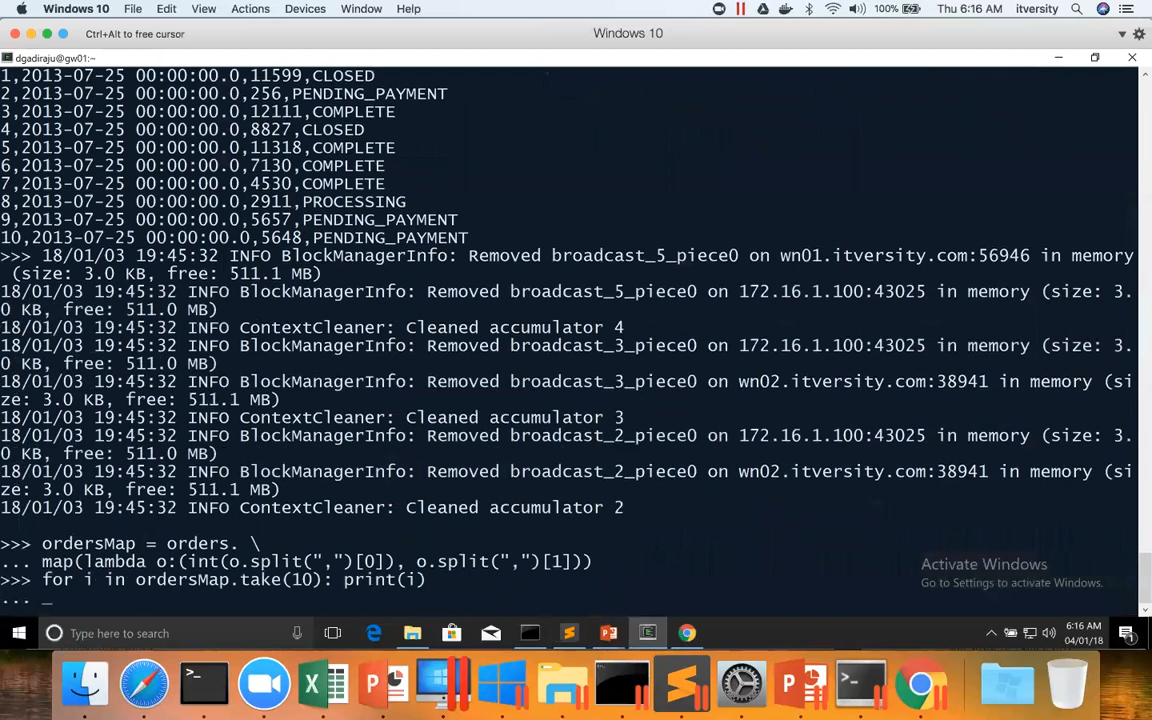 Windows 10 File Edit View Actions Devices Window Help 100% Thu 6:16 AM itversity
Ctrl+Alt to free cursor Windows 10
dgadiraju@gw01:~
1,2013-07-25 00:00:00.0,11599,CLOSED
2,2013-07-25 00:00:00.0,256,PENDING_PAYMENT
3,2013-07-25 00:00:00.0,12111,COMPLETE
4,2013-07-25 00:00:00.0,8827,CLOSED
5,2013-07-25 00:00:00.0,11318,COMPLETE
6,2013-07-25 00:00:00.0,7130,COMPLETE
7,2013-07-25 00:00:00.0,4530,COMPLETE
8,2013-07-25 00:00:00.0,2911,PROCESSING
9,2013-07-25 00:00:00.0,5657,PENDING_PAYMENT
10,2013-07-25 00:00:00.0,5648,PENDING_PAYMENT
>>> 18/01/03 19:45:32 INFO BlockManagerInfo: Removed broadcast_5_piece0 on wn01.itversity.com:56946 in memory
(size: 3.0 KB, free: 511.1 MB)
18/01/03 19:45:32 INFO BlockManagerInfo: Removed broadcast_5_piece0 on 172.16.1.100:43025 in memory (size: 3.
0 KB, free: 511.0 MB)
18/01/03 19:45:32 INFO ContextCleaner: Cleaned accumulator 4
18/01/03 19:45:32 INFO BlockManagerInfo: Removed broadcast_3_piece0 on 172.16.1.100:43025 in memory (size: 3.
0 KB, free: 511.0 MB)
18/01/03 19:45:32 INFO BlockManagerInfo: Removed broadcast_3_piece0 on wn02.itversity.com:38941 in memory (si
ze: 3.0 KB, free: 511.1 MB)
18/01/03 19:45:32 INFO ContextCleaner: Cleaned accumulator 3
18/01/03 19:45:32 INFO BlockManagerInfo: Removed broadcast_2_piece0 on 172.16.1.100:43025 in memory (size: 3.
0 KB, free: 511.0 MB)
18/01/03 19:45:32 INFO BlockManagerInfo: Removed broadcast_2_piece0 on wn02.itversity.com:38941 in memory (si
ze: 3.0 KB, free: 511.1 MB)
18/01/03 19:45:32 INFO ContextCleaner: Cleaned accumulator 2
>>> ordersMap = orders. \
... map(lambda o:(int(o.split(",")[0]), o.split(",")[1]))
>>> for i in ordersMap.take(10): print(i)
... _
Activate Windows
Go to Settings to activate Windows.
Type here to search
6:16 AM
04/01/18